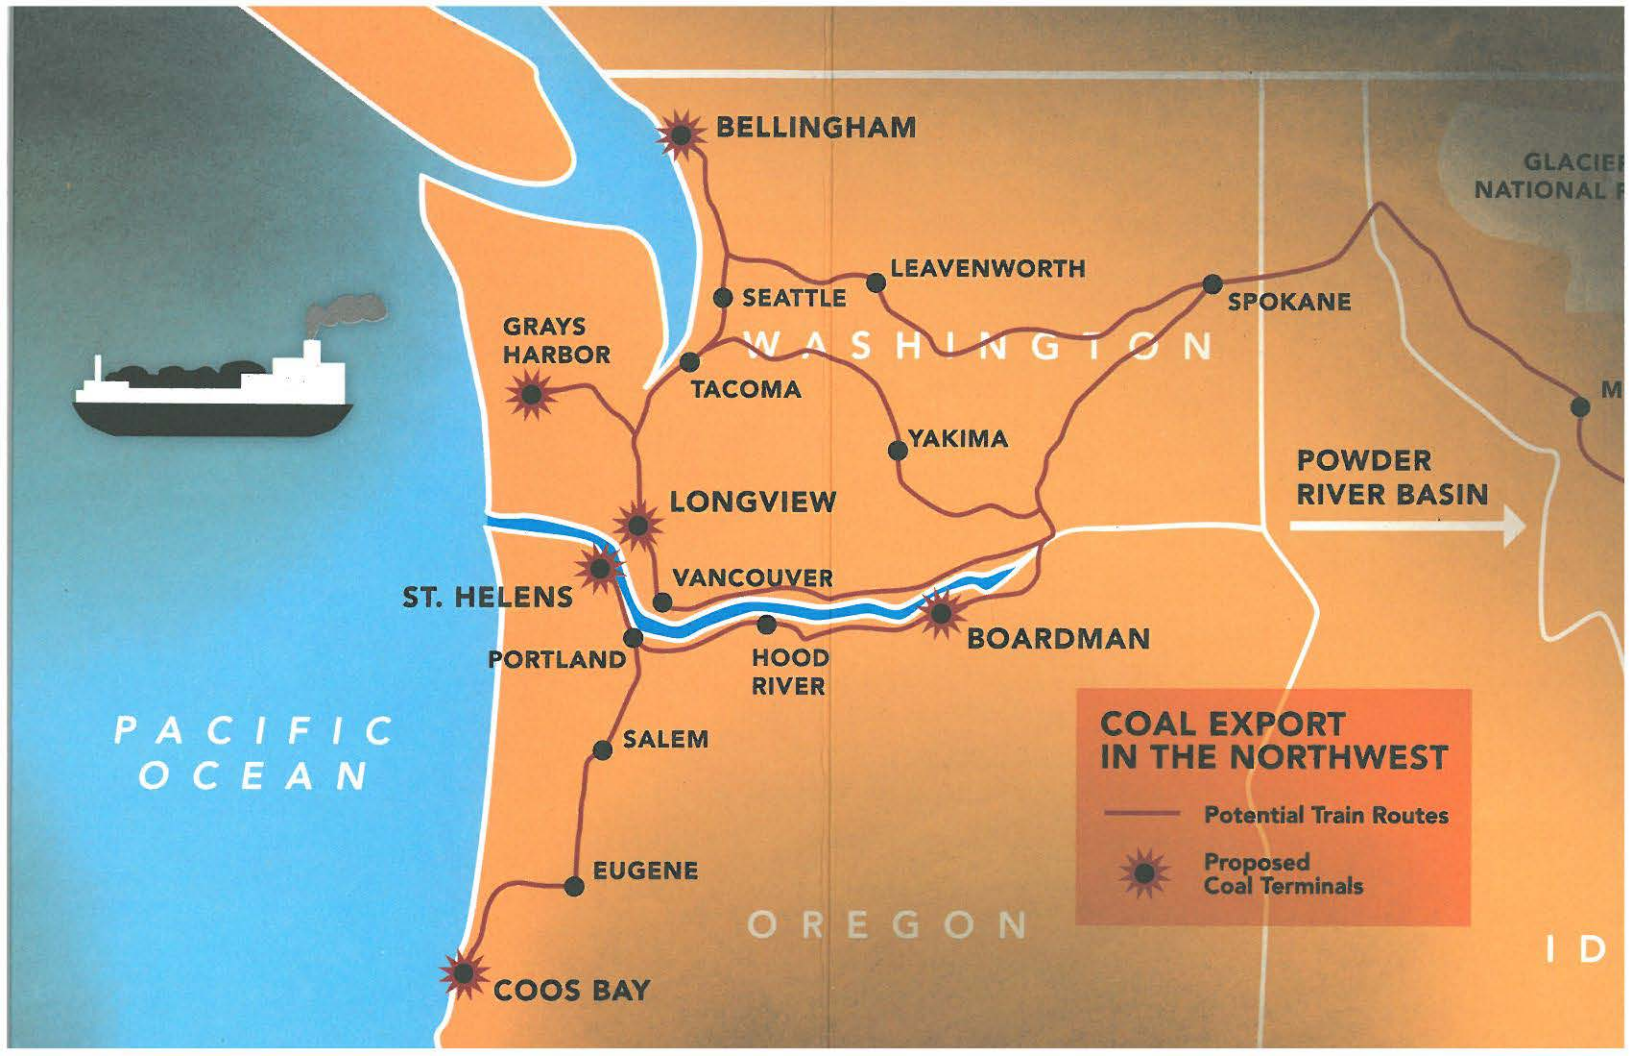 BELLINGHAM
GLACIER
NATIONAL
LEAVENWORTH
SEATTLE
SPOKANE
GRAYS
HARBOR
WASHINGTON
TACOMA
M
YAKIMA
POWDER
RIVER BASIN
LONGVIEW
VANCOUVER
ST. HELENS
BOARDMAN
PORTLAND
HOOD
RIVER
PACIFIC
OCEAN
SALEM
COAL EXPORT
IN THE NORTHWEST
Potential Train Routes
Proposed
Coal Terminals
EUGENE
OREGON
ID
COOS BAY